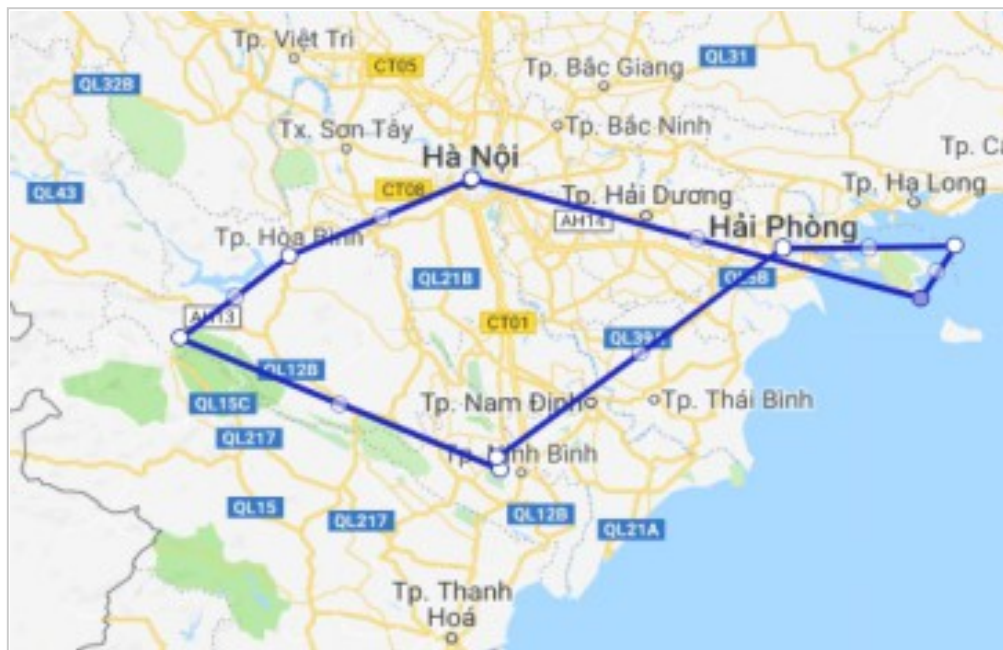 Tp. Việt Trì
CT05
QL31
Tp. Bắc Giang
QL32B
Tp. Bắc Ninh
Tx. Sơn Tây
Hà Nội
Tp. Cẩ
QL43
CT08
Tp. Hải Dương
Tp. Hạ Long
AH14
Hải Phòng
Tp. Hòa Bình
QL21B
AH13
CT01
QL12B
QL15C
Tp. Nam Định
Tp. Thái Bình
QL217
Tp. Ninh Bình
QL15
QL217
QL12B
QL21A
Tp. Thanh
Hoá